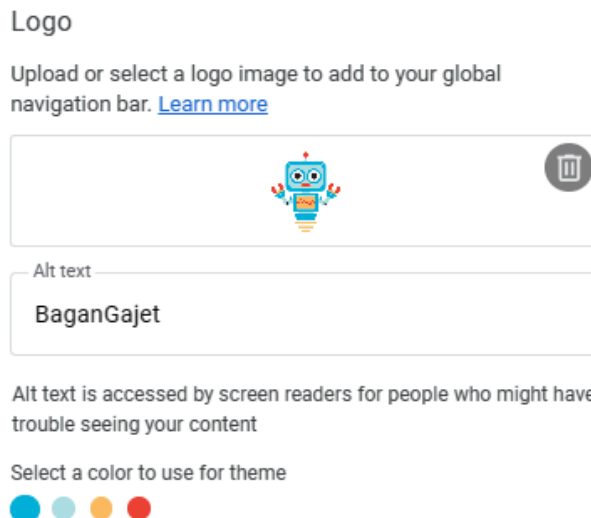 Logo
Upload or select a logo image to add to your global
navigation bar. Learn more
Alt text
BaganGajet
Alt text is accessed by screen readers for people who might have
trouble seeing your content
Select a color to use for theme